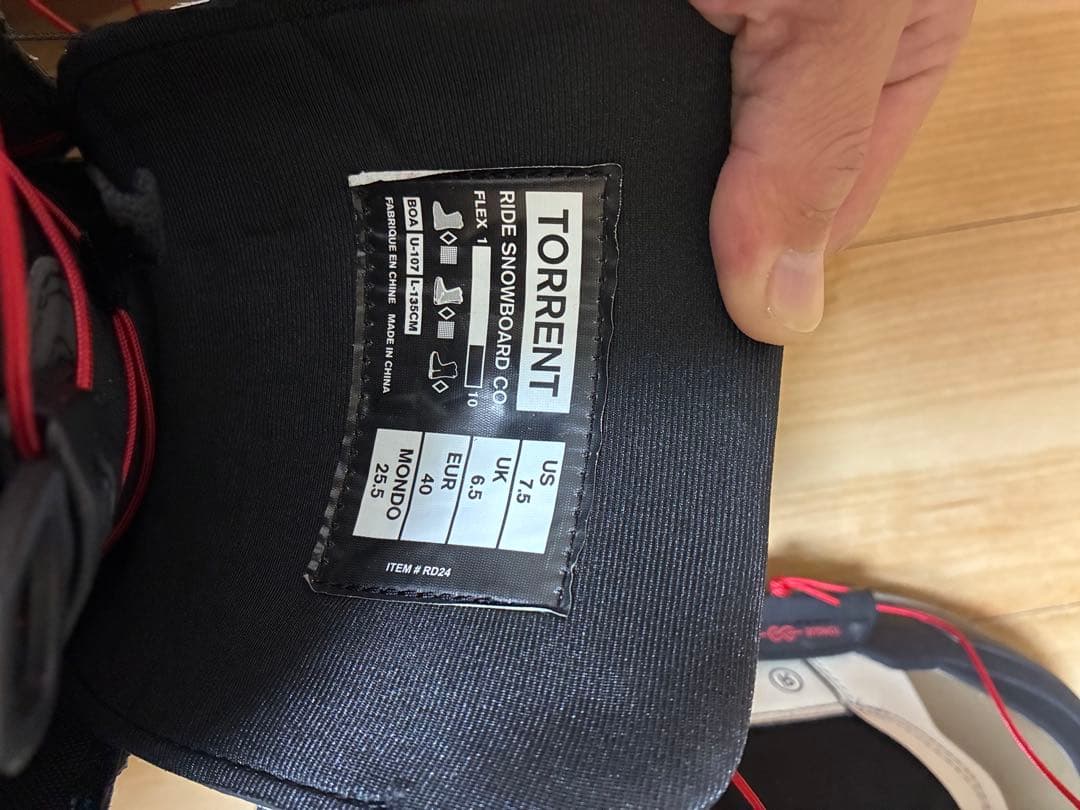 TORRENT
RIDE SNOWBOARD CO
FLEX 1 10
BOA U-107 L-135CM
FABRIQUE EN CHINE MADE IN CHINA
US 7.5
UK 6.5
EUR 40
MONDO 25.5
ITEM # RD24
®